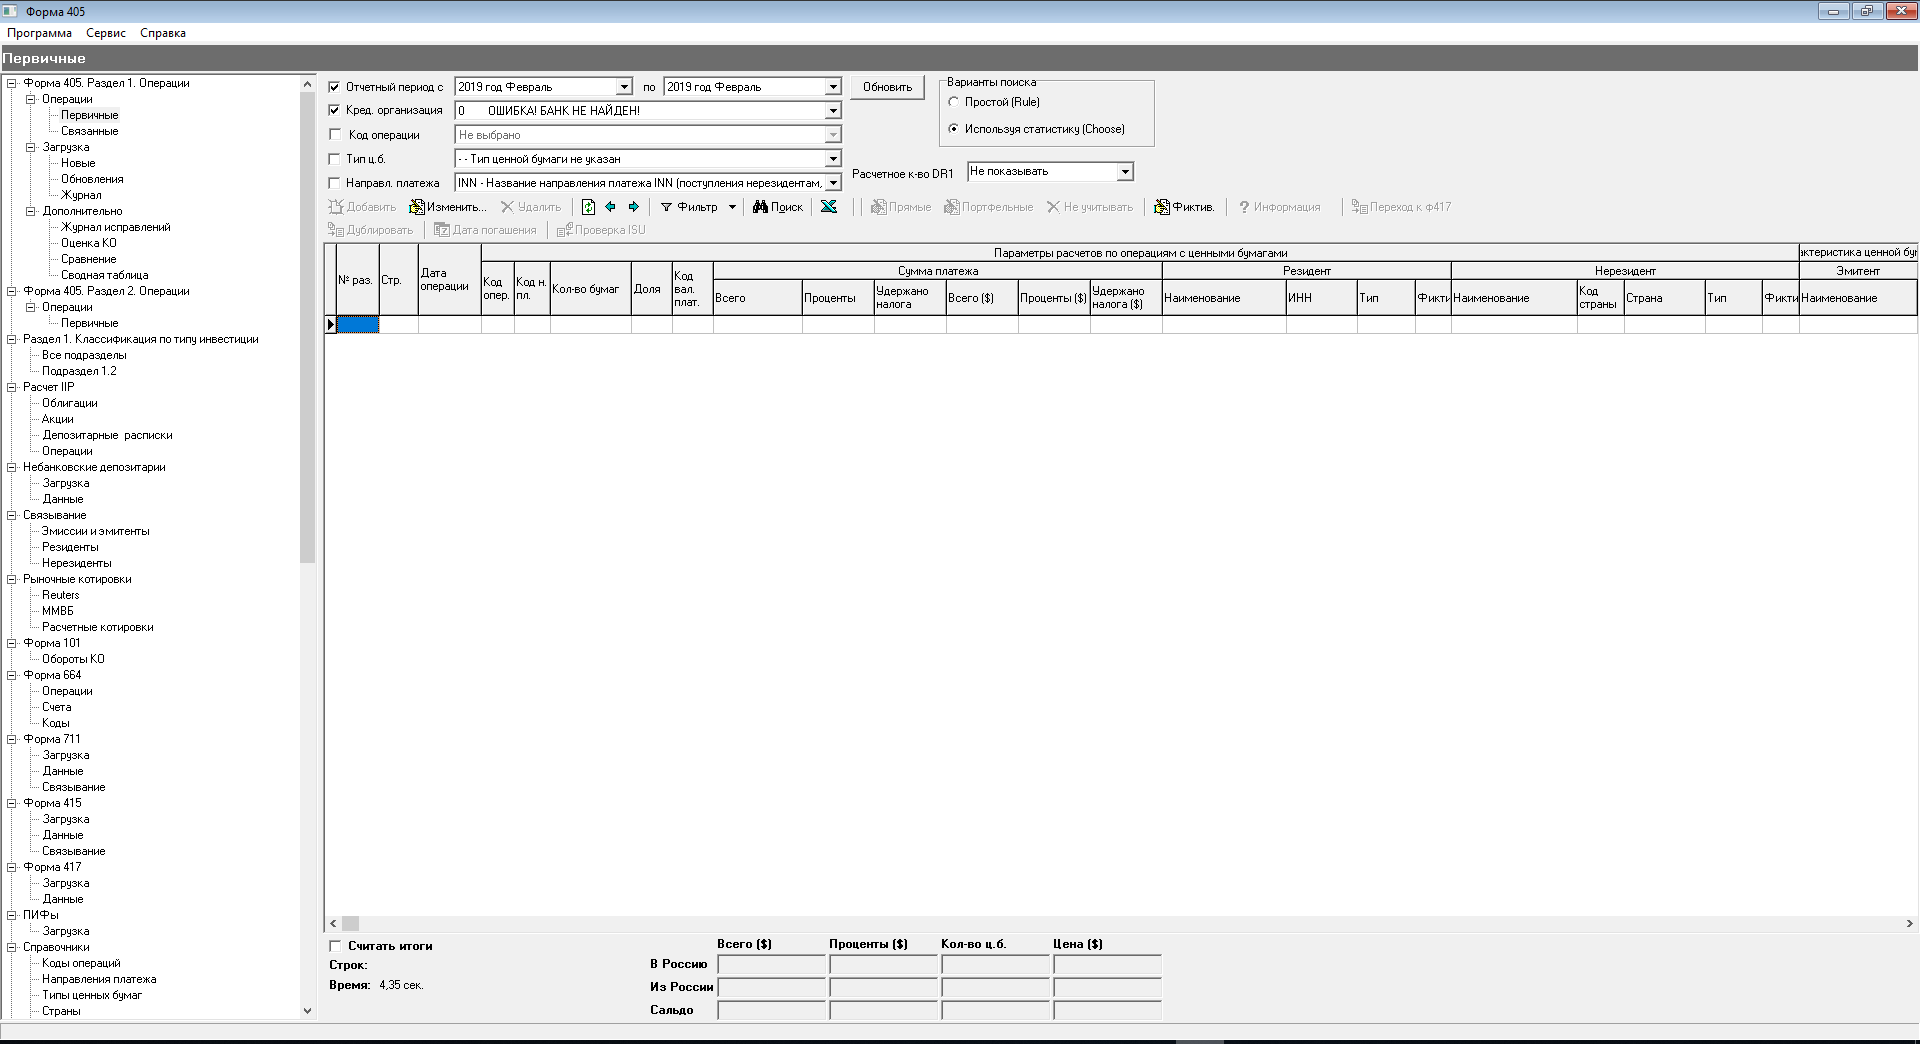 Форма 405
Программа Сервис Справка
Первичные
Форма 405. Раздел 1. Операции
Операции
Первичные
Связанные
Загрузка
Новые
Обновления
Журнал
Дополнительно
Журнал исправлений
Оценка КО
Сравнение
Сводная таблица
Форма 405. Раздел 2. Операции
Операции
Первичные
Раздел 1. Классификация по типу инвестиции
Все подразделы
Подраздел 1.2
Расчет IIP
Облигации
Акции
Депозитарные расписки
Операции
Небанковские депозитарии
Загрузка
Данные
Связывание
Эмиссии и эмитенты
Резиденты
Нерезиденты
Рыночные котировки
Reuters
ММВБ
Расчетные котировки
Форма 101
Обороты КО
Форма 664
Операции
Счета
Коды
Форма 711
Загрузка
Данные
Связывание
Форма 415
Загрузка
Данные
Связывание
Форма 417
Загрузка
Данные
ПИФы
Загрузка
Справочники
Коды операций
Направления платежа
Типы ценных бумаг
Страны
Отчетный период с 2019 год Февраль по 2019 год Февраль Обновить
Кред. организация 0 ОШИБКА! БАНК НЕ НАЙДЕН!
Код операции Не выбрано
Тип ц.б. - - Тип ценной бумаги не указан
Направл. платежа INN - Название направления платежа INN (поступления нерезидентам,
Варианты поиска
Простой (Rule)
Используя статистику (Choose)
Расчетное к-во DR1 Не показывать
Добавить Изменить... Удалить Фильтр Поиск Прямые Портфельные Не учитывать Фиктив. Информация Переход к Ф417
Дублировать Дата погашения Проверка ISU
Параметры расчетов по операциям с ценными бумагами
ктеристика ценной бу
Сумма платежа Резидент Нерезидент Эмитент
№ раз. Стр. Дата операции Код опер. Код н. пл. Кол-во бумаг Доля Код вал. плат. Всего Проценты Удержано налога Всего ($) Проценты ($) Удержано налога ($) Наименование ИНН Тип Фикти Наименование Код страны Страна Тип Фикти Наименование
Считать итоги
Строк:
Время: 4,35 сек.
Всего ($) Проценты ($) Кол-во ц.б. Цена ($)
В Россию
Из России
Сальдо